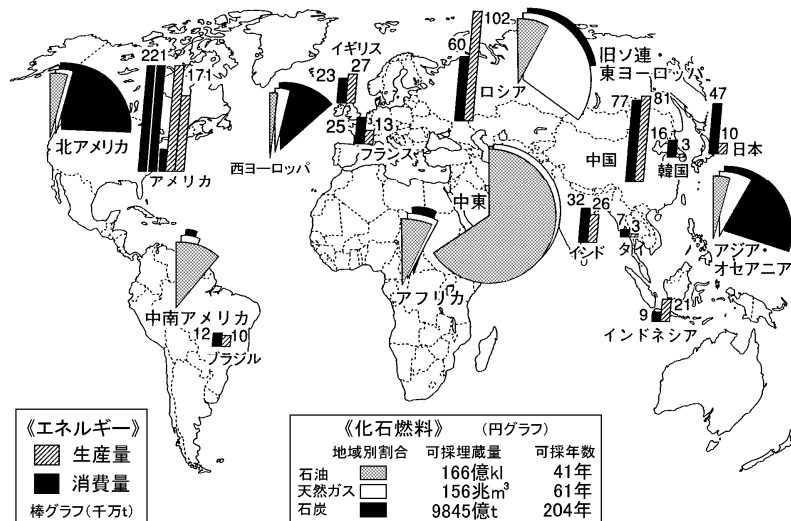 102
60
イギリス
27
23
旧ソ連・
東ヨーロッパ
221
171
ロシア
77
81
47
25
13
16
3
10
日本
北アメリカ
アメリカ
西ヨーロッパ
フランス
中国
韓国
中東
32
26
インド
7
3
タイ
アジア・
オセアニア
アフリカ
中南アメリカ
9
21
インドネシア
12
10
ブラジル
《エネルギー》
生産量
消費量
棒グラフ(千万t)
《化石燃料》 (円グラフ)
地域別割合 可採埋蔵量 可採年数
石油 166億kl 41年
天然ガス 156兆m³ 61年
石炭 9845億t 204年